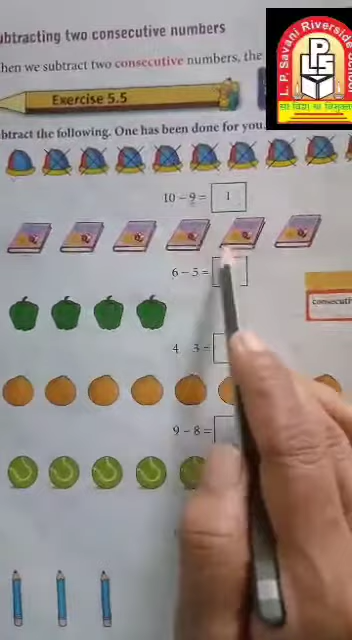 ubtracting two consecutive numbers
hen we subtract two consecutive numbers, the
Exercise 5.5
btract the following. One has been done for you.
10 - 9 = 1
6 - 5 =
4 3 =
consecuti
9 - 8 =
L. P. Savani Riverside School
LPS